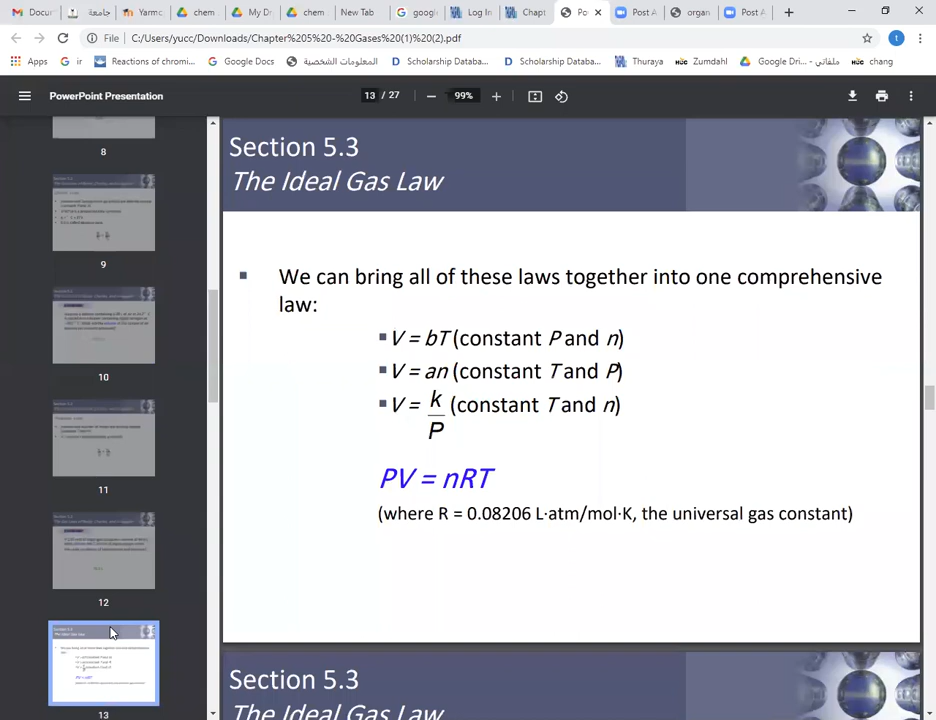 Docum
جامعة
Yarmo
chem
My Dr
chem
New Tab
google
Log In
Chapt
Po
Post A
organ
Post A
File
C:/Users/yucc/Downloads/Chapter%205%20-%20Gases%20(1)%20(2).pdf
t
Apps
ir
Reactions of chromi...
Google Docs
المعلومات الشخصية
Scholarship Databa...
Scholarship Databa...
Thuraya
Zumdahl
Google Dri... - ملفاتي
chang
PowerPoint Presentation
13 / 27
99%
8
9
10
11
12
13
Section 5.3
The Ideal Gas Law
We can bring all of these laws together into one comprehensive
law:
V = bT (constant P and n)
V = an (constant T and P)
V = k/P (constant T and n)
PV = nRT
(where R = 0.08206 L·atm/mol·K, the universal gas constant)
Section 5.3
The Ideal Gas Law